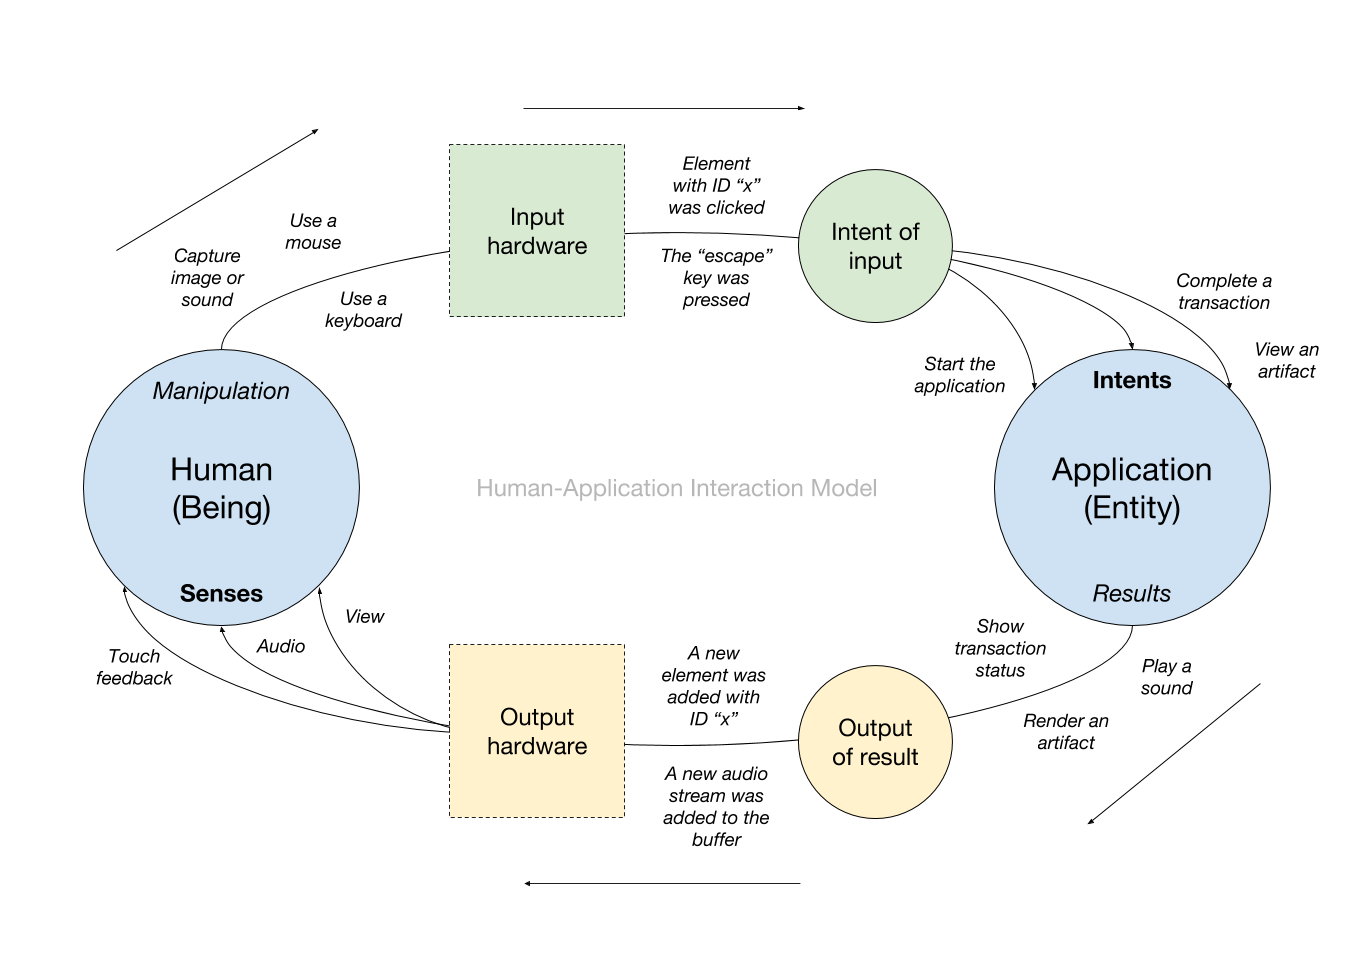 Element
with ID “x”
was clicked
Input
hardware
Use a
mouse
Intent of
input
Capture
image or
sound
The “escape”
key was
pressed
Complete a
transaction
Use a
keyboard
View an
artifact
Start the
application
Manipulation
Intents
Human
(Being)
Human-Application Interaction Model
Application
(Entity)
Senses
Results
View
Audio
Touch
feedback
Show
transaction
status
A new
element was
added with
ID “x”
Play a
sound
Output
hardware
Output
of result
Render an
artifact
A new audio
stream was
added to the
buffer